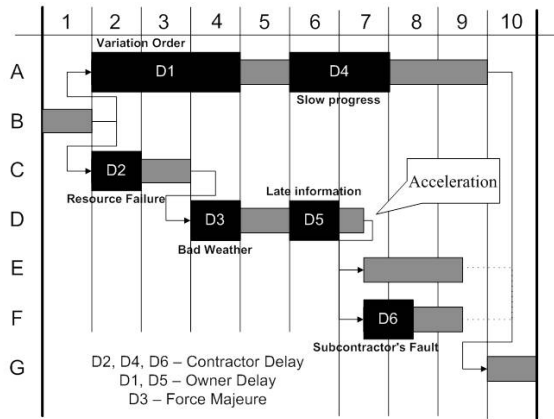 1 2 3 4 5 6 7 8 9 10
Variation Order
A D1 D4
Slow progress
B
C D2 Acceleration
Resource Failure Late information
D D3 D5
Bad Weather
E
F D6
Subcontractor's Fault
D2, D4, D6 – Contractor Delay
G
D1, D5 – Owner Delay
D3 – Force Majeure